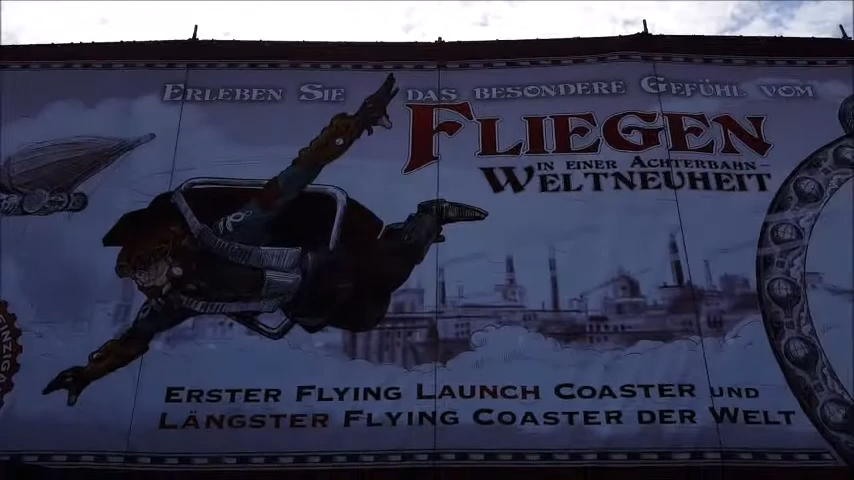 Erleben Sie das besondere Gefühl vom
Fliegen
in einer Achterbahn
Weltneuheit
Erster Flying Launch Coaster und
längster Flying Coaster der Welt